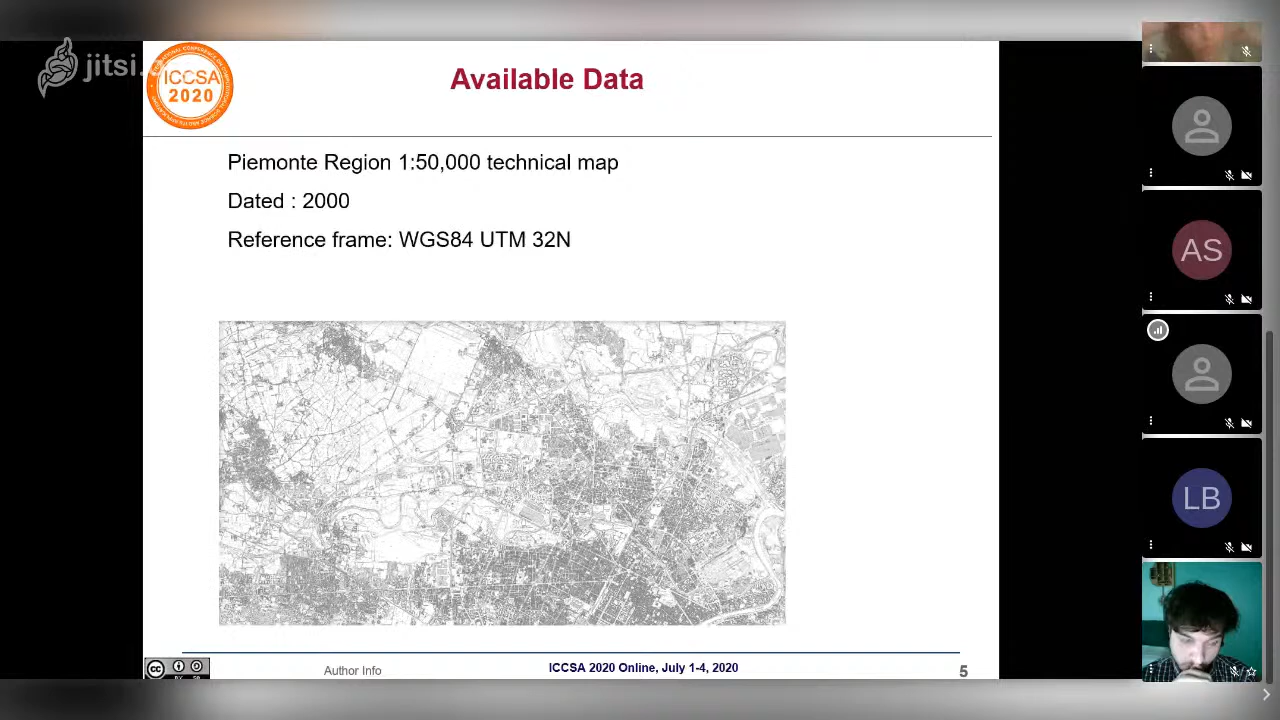 jitsi.
ICCSA
2020
Available Data
Piemonte Region 1:50,000 technical map
Dated : 2000
Reference frame: WGS84 UTM 32N
AS
LB
cc
Author Info
ICCSA 2020 Online, July 1-4, 2020
5